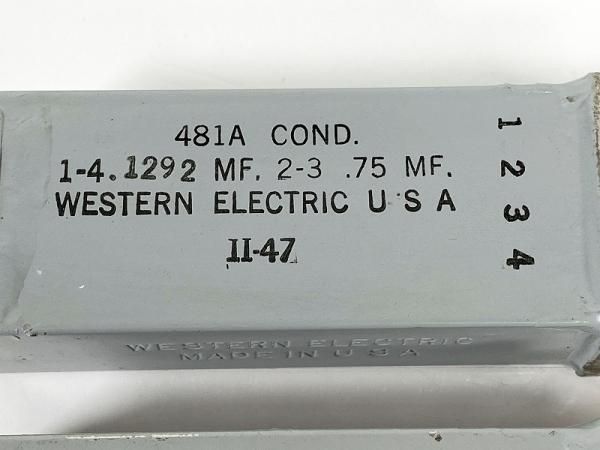 481A COND.
1-4 .1292 MF. 2-3 .75 MF.
WESTERN ELECTRIC U S A
II-47
1 2 3 4
WESTERN ELECTRIC
MADE IN U S A